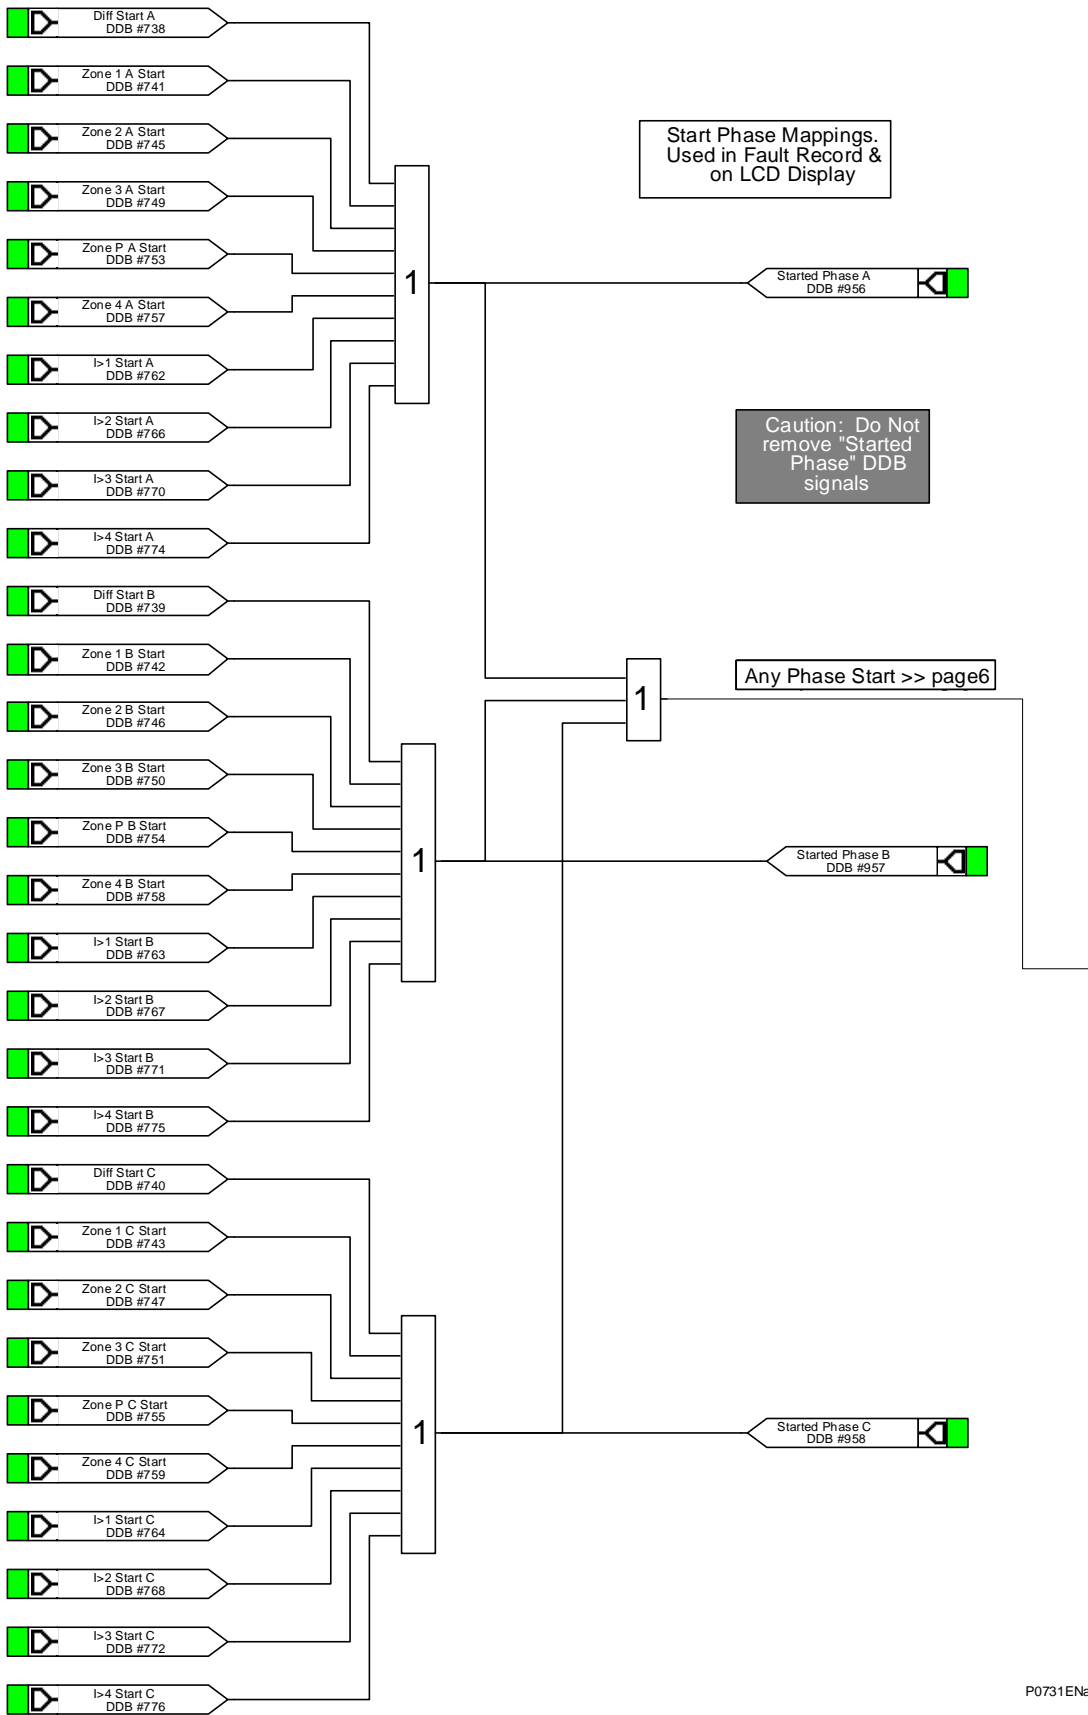 Diff Start A
DDB #738
Zone 1 A Start
DDB #741
Zone 2 A Start
DDB #745
Zone 3 A Start
DDB #749
Zone P A Start
DDB #753
Zone 4 A Start
DDB #757
I>1 Start A
DDB #762
I>2 Start A
DDB #766
I>3 Start A
DDB #770
I>4 Start A
DDB #774
1
Start Phase Mappings.
Used in Fault Record &
on LCD Display
Started Phase A
DDB #956
Caution: Do Not
remove "Started
Phase" DDB
signals
Diff Start B
DDB #739
Zone 1 B Start
DDB #742
Zone 2 B Start
DDB #746
Zone 3 B Start
DDB #750
Zone P B Start
DDB #754
Zone 4 B Start
DDB #758
I>1 Start B
DDB #763
I>2 Start B
DDB #767
I>3 Start B
DDB #771
I>4 Start B
DDB #775
1
1
Any Phase Start >> page6
Started Phase B
DDB #957
Diff Start C
DDB #740
Zone 1 C Start
DDB #743
Zone 2 C Start
DDB #747
Zone 3 C Start
DDB #751
Zone P C Start
DDB #755
Zone 4 C Start
DDB #759
I>1 Start C
DDB #764
I>2 Start C
DDB #768
I>3 Start C
DDB #772
I>4 Start C
DDB #776
1
Started Phase C
DDB #958
P0731ENa